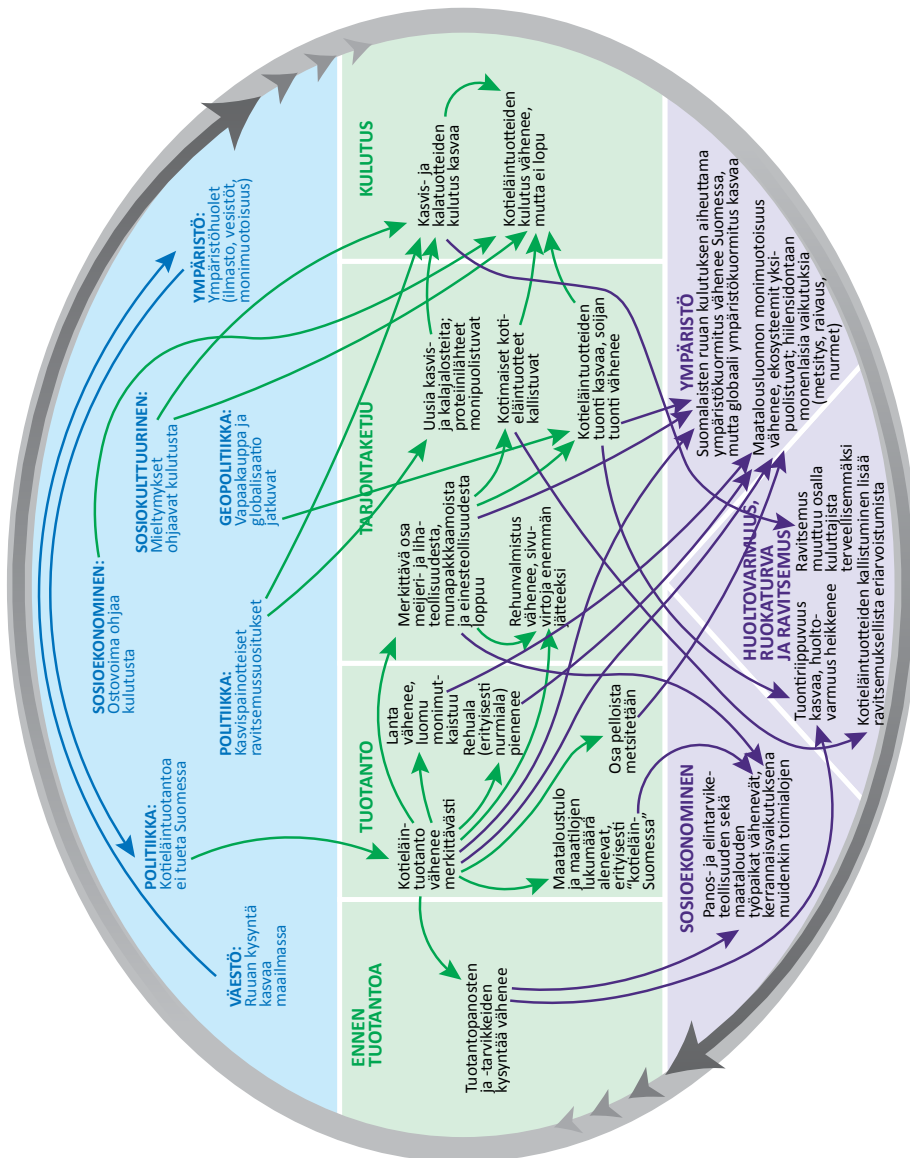 VÄESTÖ:
Ruuan kysyntä
kasvaa
maailmassa
POLITIIKKA:
Kotieläintuotantoa
ei tueta Suomessa
SOSIOEKONOMINEN:
Ostovoima ohjaa
kulutusta
POLITIIKKA:
Kasvispainotteiset
ravitsemussuositukset
SOSIOKULTTUURINEN:
Mieltymykset
ohjaavat kulutusta
GEOPOLITIIKKA:
Vapaakauppa ja
globalisaatio
jatkuvat
YMPÄRISTÖ:
Ympäristöhuolet
(ilmasto, vesistöt,
monimuotoisuus)
ENNEN
TUOTANTOA
Tuotantopanosten
ja -tarvikkeiden
kysyntää vähenee
TUOTANTO
Kotieläin-
tuotanto
vähenee
merkittävästi
Lanta
vähenee,
luomu
monimut-
kaistuu
Rehuala
(erityisesti
nurmiala)
pienenee
Maataloustulo
ja maatilojen
lukumäärä
alenevat,
erityisesti
“kotieläin-
Suomessa”
Osa pelloista
metsitetään
TARJONTAKETJU
Merkittävä osa
meijeri- ja liha-
teollisuudesta,
munapakkkaamoista
ja einesteollisuudesta
loppuu
Rehunvalmistus
vähenee, sivu-
virtoja enemmän
jätteeksi
Uusia kasvis-
ja kalajalosteita;
proteiinilähteet
monipuolistuvat
Kotimaiset koti-
eläintuotteet
kallistuvat
Kotieläintuotteiden
tuonti kasvaa, soijan
tuonti vähenee
KULUTUS
Kasvis- ja
kalatuotteiden
kulutus kasvaa
Kotieläintuotteiden
kulutus vähenee,
mutta ei lopu
SOSIOEKONOMINEN
Panos- ja elintarvike-
teollisuuden sekä
maatalouden
työpaikat vähenevät,
kerrannaisvaikutuksena
muidenkin toimialojen
HUOLTOVARMUUS,
RUOKATURVA
JA RAVITSEMUS
Tuontiriippuvuus
kasvaa, huolto-
varmuus heikkenee
Ravitsemus
muuttuu osalla
kuluttajista
terveellisemmäksi
Kotieläintuotteiden kallistuminen lisää
ravitsemuksellista eriarvoistumista
YMPÄRISTÖ
Suomalaisten ruuan kulutuksen aiheuttama
ympäristökuormitus vähenee Suomessa,
mutta globaali ympäristökuormitus kasvaa
Maatalousluonnon monimuotoisuus
vähenee, ekosysteemit yksi-
puolistuvat; hiilensidontaan
monenlaisia vaikutuksia
(metsitys, raivaus,
nurmet)